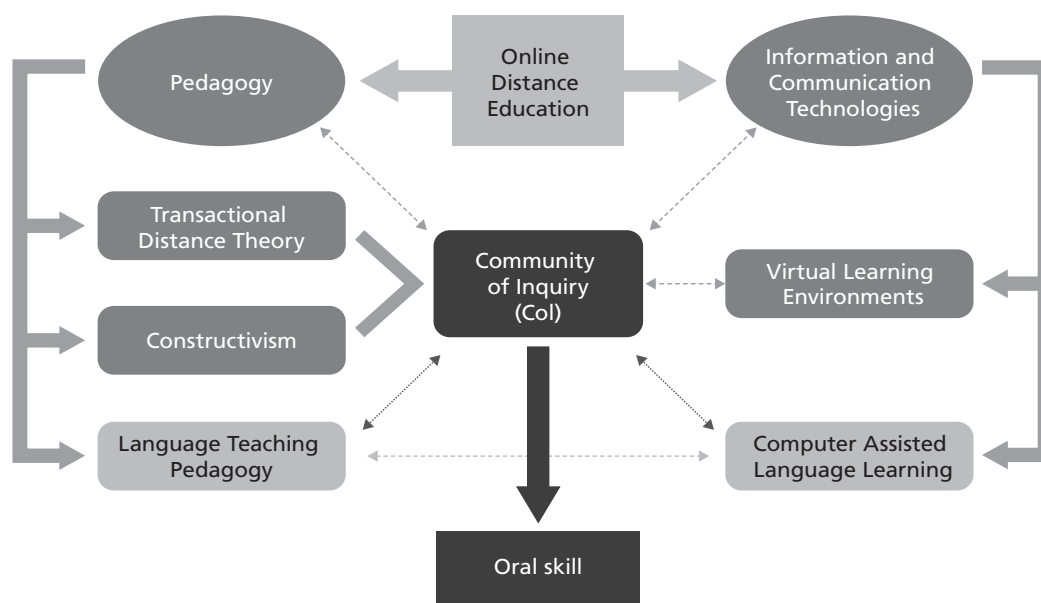 Pedagogy
Online
Distance
Education
Information and
Communication
Technologies
Transactional
Distance Theory
Community
of Inquiry
(CoI)
Virtual Learning
Environments
Constructivism
Language Teaching
Pedagogy
Computer Assisted
Language Learning
Oral skill